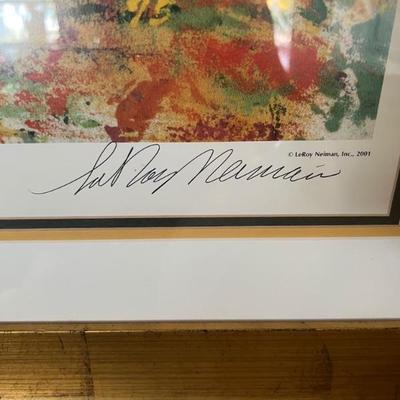 © LeRoy Neiman, Inc., 2001
LeRoy Neiman